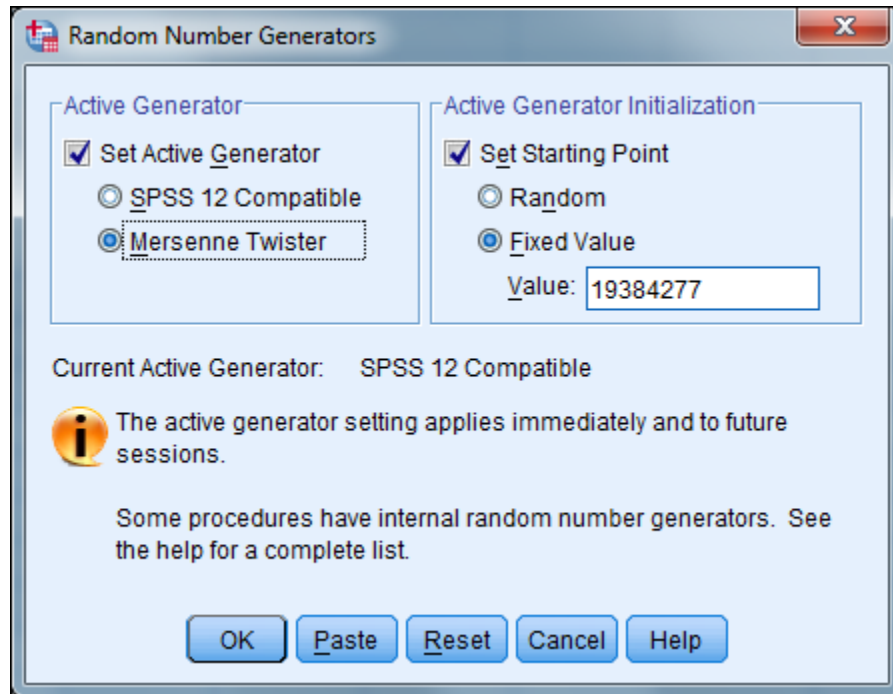 Random Number Generators
Active Generator
Set Active Generator
SPSS 12 Compatible
Mersenne Twister
Active Generator Initialization
Set Starting Point
Random
Fixed Value
Value: 19384277
Current Active Generator: SPSS 12 Compatible
The active generator setting applies immediately and to future
sessions.
Some procedures have internal random number generators. See
the help for a complete list.
OK Paste Reset Cancel Help